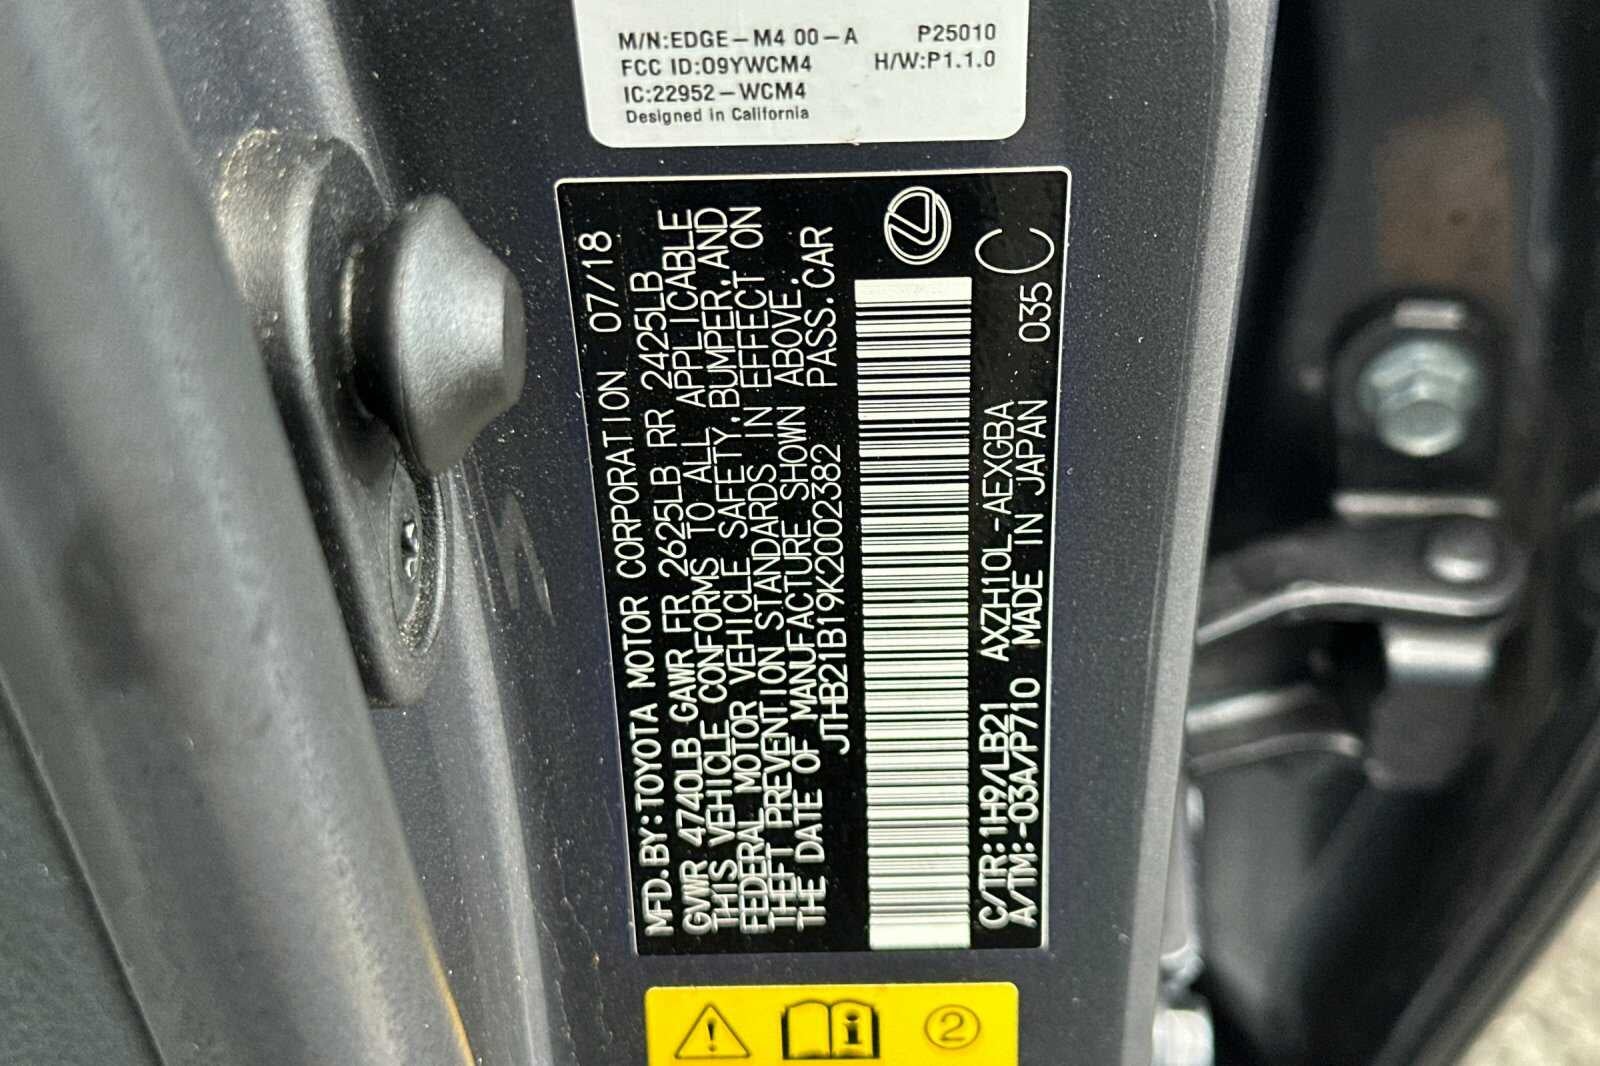 M/N:EDGE-M4 00-A P25010
FCC ID:O9YWCM4 H/W:P1.1.0
IC:22952-WCM4
Designed in California
MFD.BY:TOYOTA MOTOR CORPORATION 07/18
GVWR 4740LB GAWR FR 2625LB RR 2425LB
THIS VEHICLE CONFORMS TO ALL APPLICABLE
FEDERAL MOTOR VEHICLE SAFETY,BUMPER,AND
THEFT PREVENTION STANDARDS IN EFFECT ON
THE DATE OF MANUFACTURE SHOWN ABOVE.
JTHB21B19K2002382 PASS.CAR
C/TR:1H9/LB21 AXZH10L-AEXGBA
A/TM:-03A/P710 MADE IN JAPAN 035 C
2